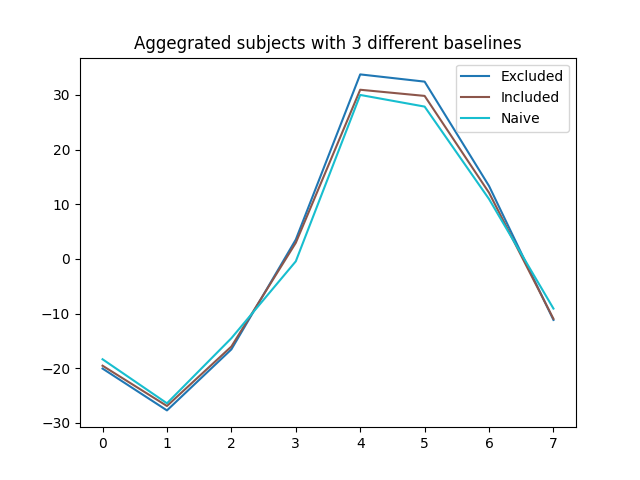 Aggegrated subjects with 3 different baselines
Excluded
Included
Naive
30
20
10
0
−10
−20
−30
0 1 2 3 4 5 6 7